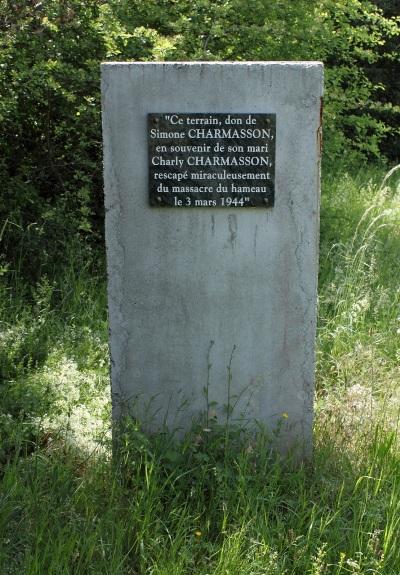 "Ce terrain, don de
Simone CHARMASSON,
en souvenir de son mari
Charly CHARMASSON,
rescapé miraculeusement
du massacre du hameau
le 3 mars 1944"